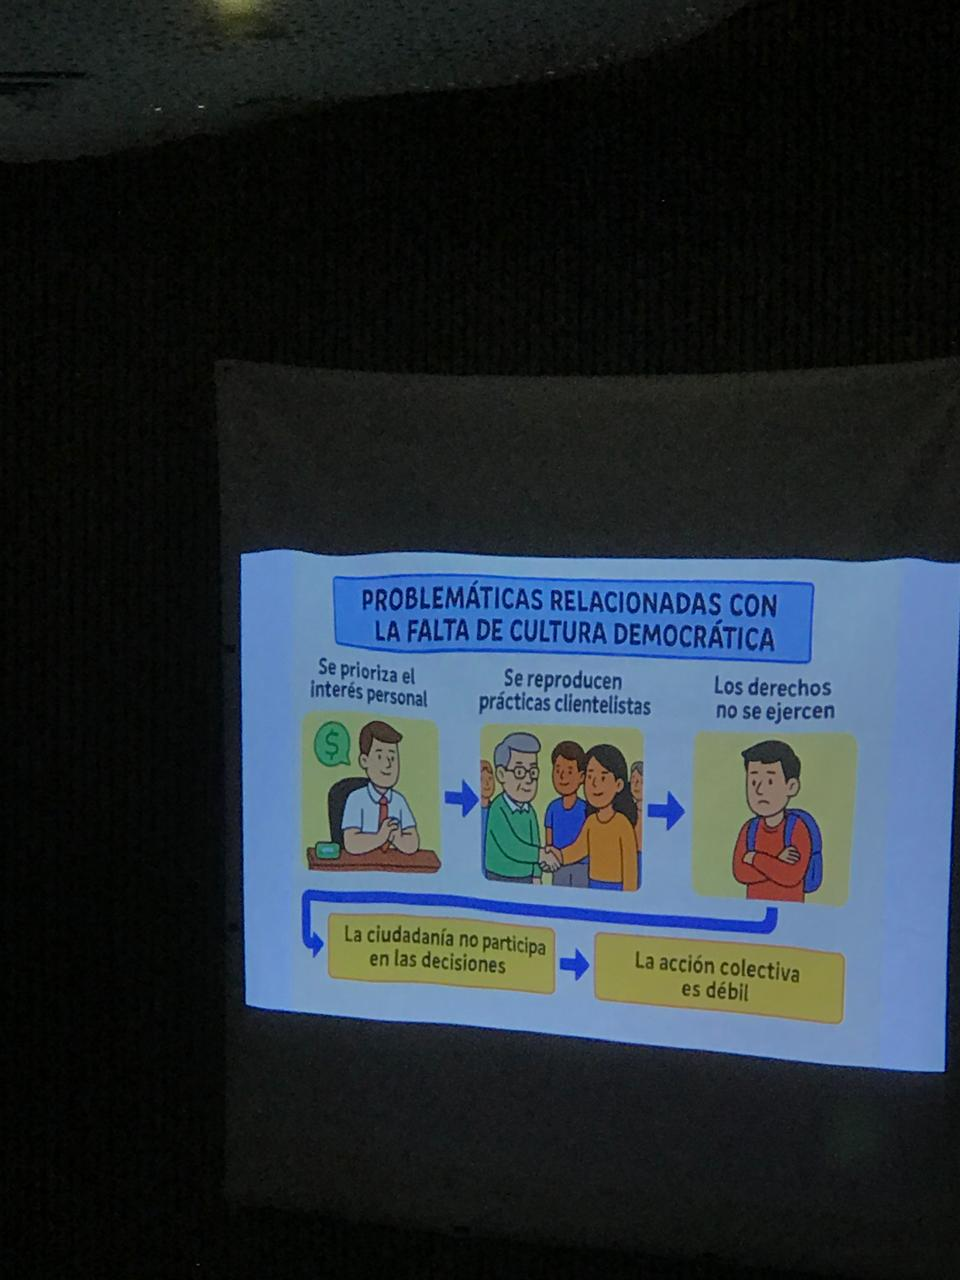 PROBLEMÁTICAS RELACIONADAS CON
LA FALTA DE CULTURA DEMOCRÁTICA
Se prioriza el
interés personal
Se reproducen
prácticas clientelistas
Los derechos
no se ejercen
$
La ciudadanía no participa
en las decisiones
La acción colectiva
es débil